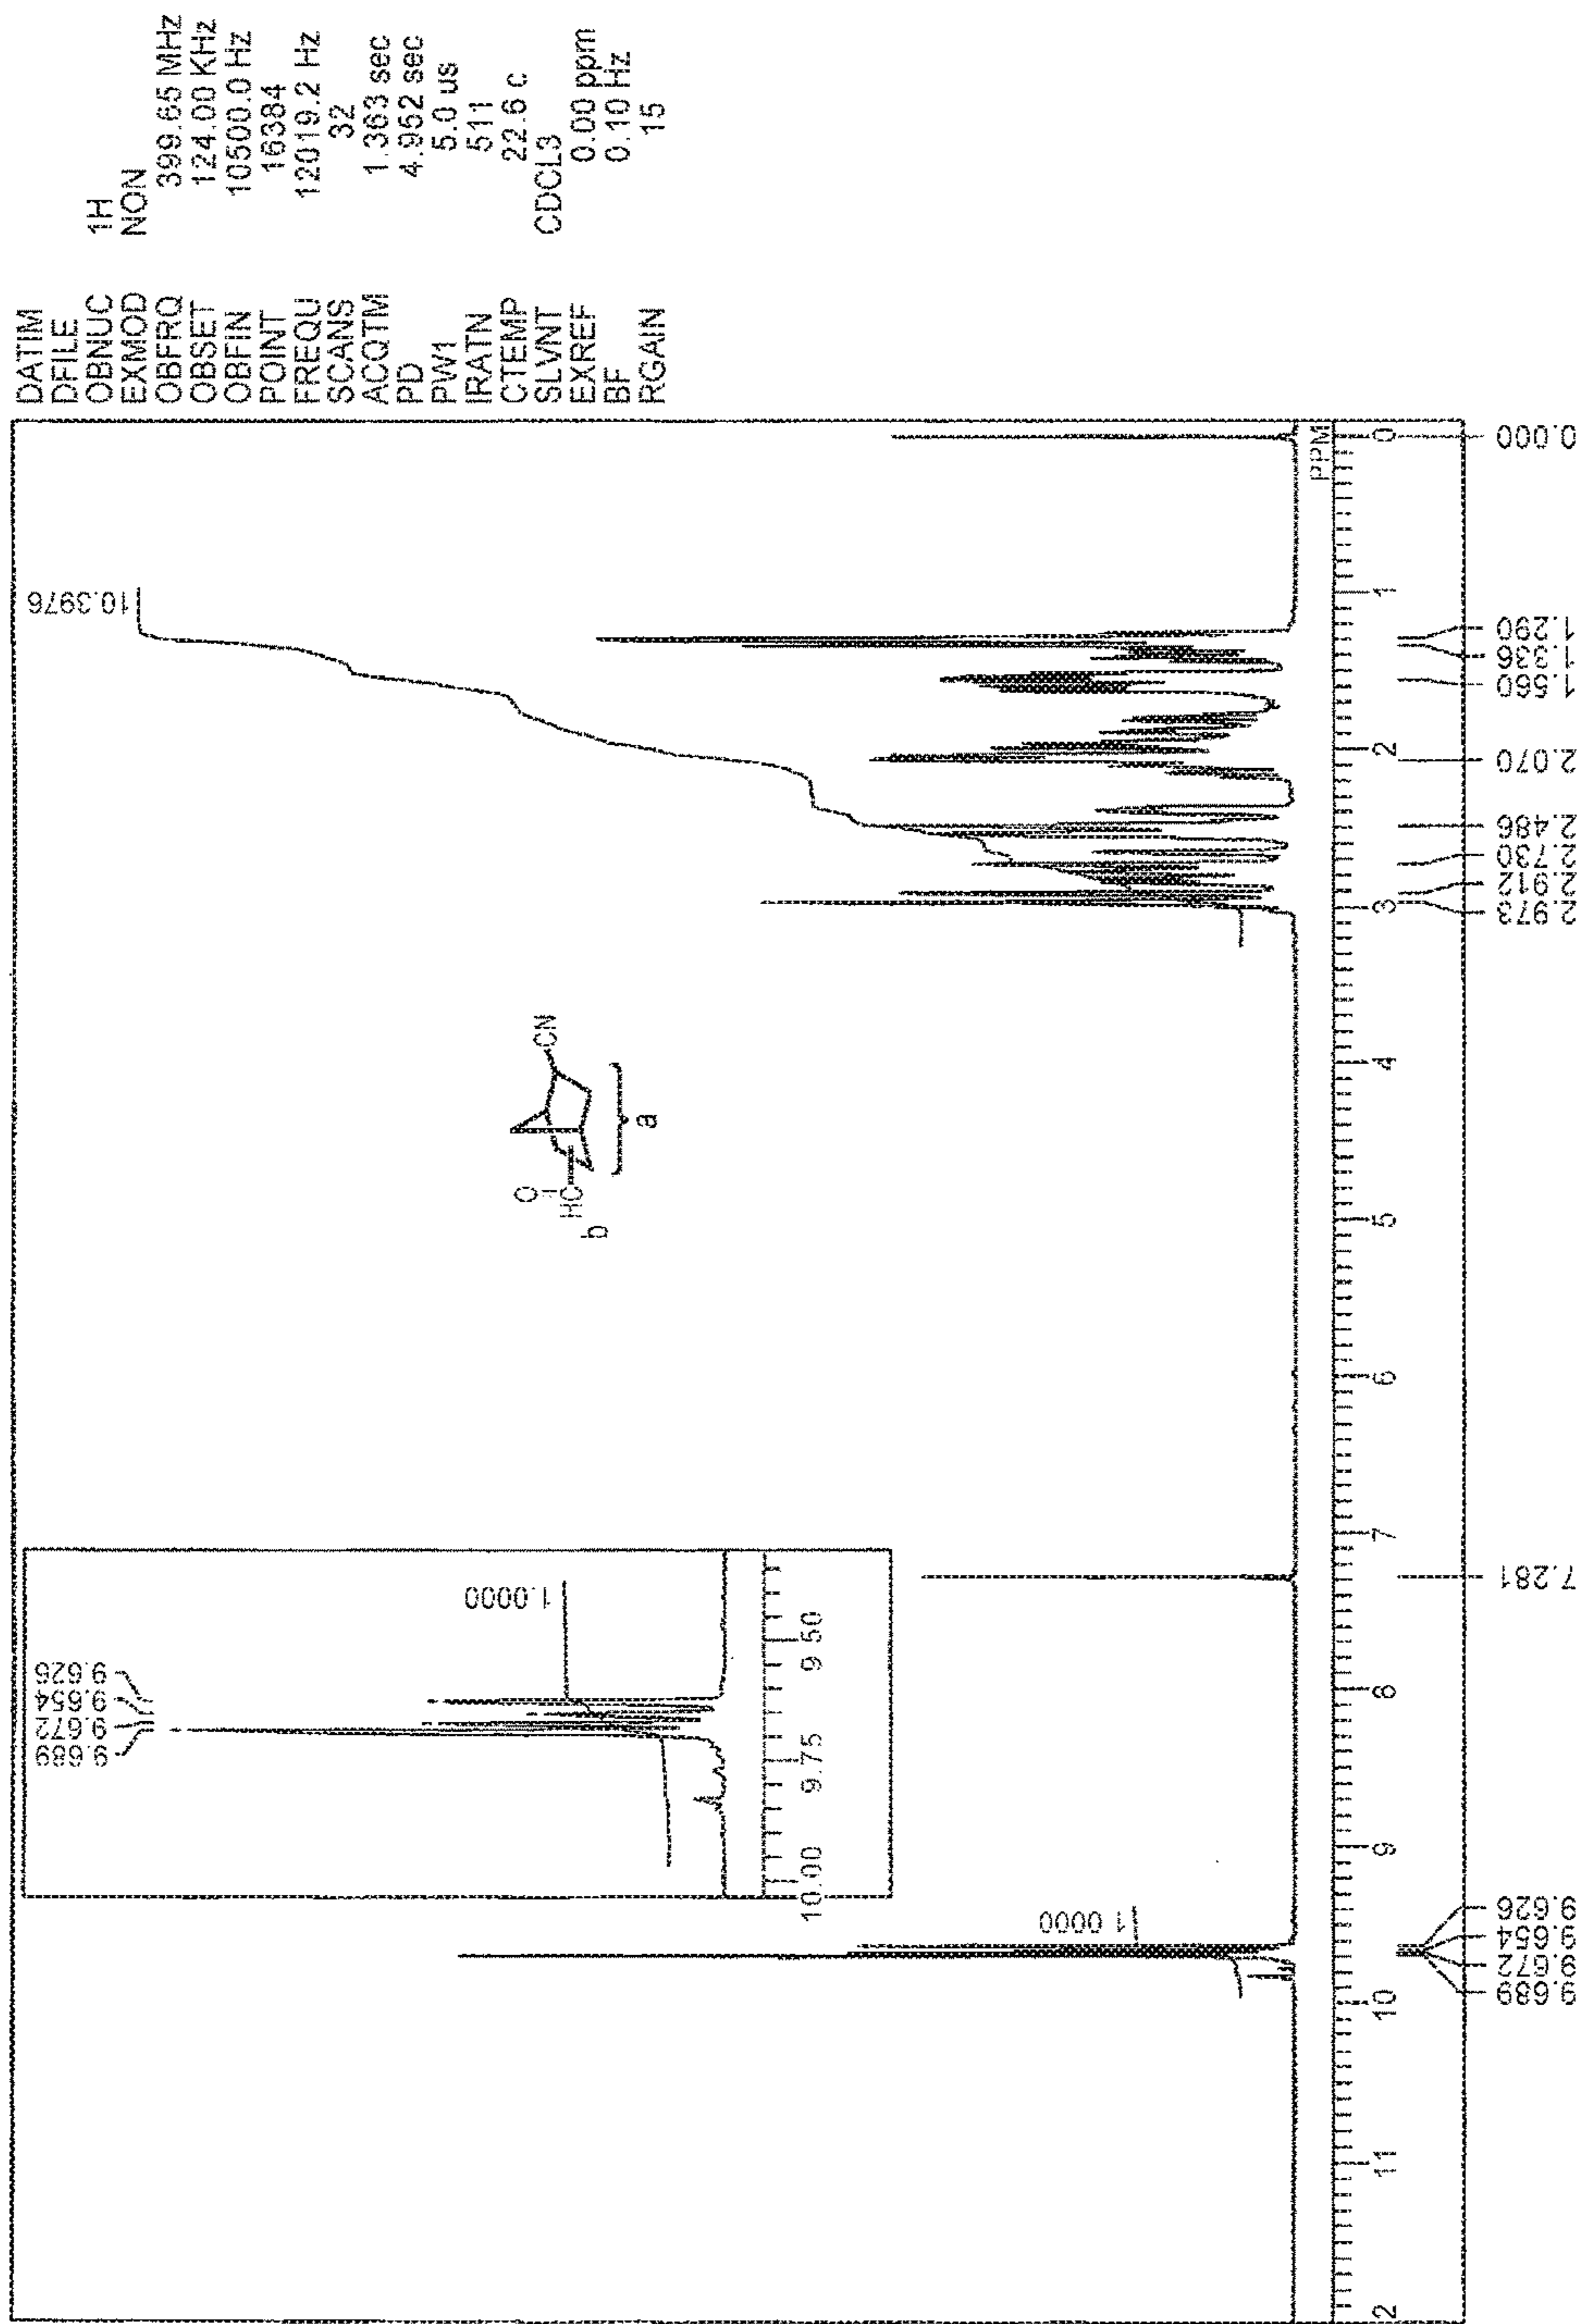 DATIM
DFILE
OBNUC 1H
EXMOD NON
OBFRQ 399.65 MHz
OBSET 124.00 KHz
OBFIN 10500.0 Hz
POINT 16384
FREQU 12019.2 Hz
SCANS 32
ACQTM 1.363 sec
PD 4.952 sec
PW1 5.0 us
IRATN 511
CTEMP 22.6 c
SLVNT CDCL3
EXREF 0.00 ppm
BF 0.10 Hz
RGAIN 15
9.689
9.672
9.654
9.626
1.0000
10.00 9.75 9.50
1.0000
10.3976
O
HC
b
CN
a
PPM
2 11 10 9 8 7 6 5 4 3 2 1 0
9.689
9.672
9.654
9.626
7.281
2.973
2.912
2.730
2.486
2.070
1.560
1.336
1.290
0.000